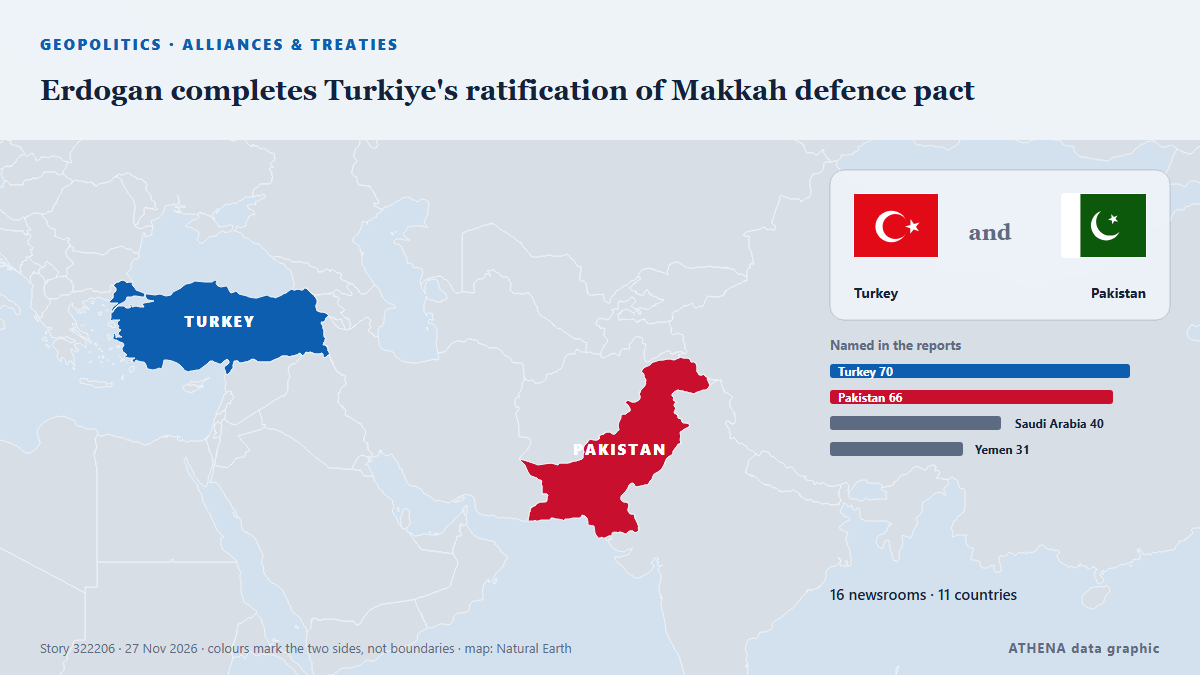 GEOPOLITICS · ALLIANCES & TREATIES
Erdogan completes Turkiye's ratification of Makkah defence pact
TURKEY
PAKISTAN
and
Turkey
Pakistan
Named in the reports
Turkey 70
Pakistan 66
Saudi Arabia 40
Yemen 31
16 newsrooms · 11 countries
Story 322206 · 27 Nov 2026 · colours mark the two sides, not boundaries · map: Natural Earth
ATHENA data graphic